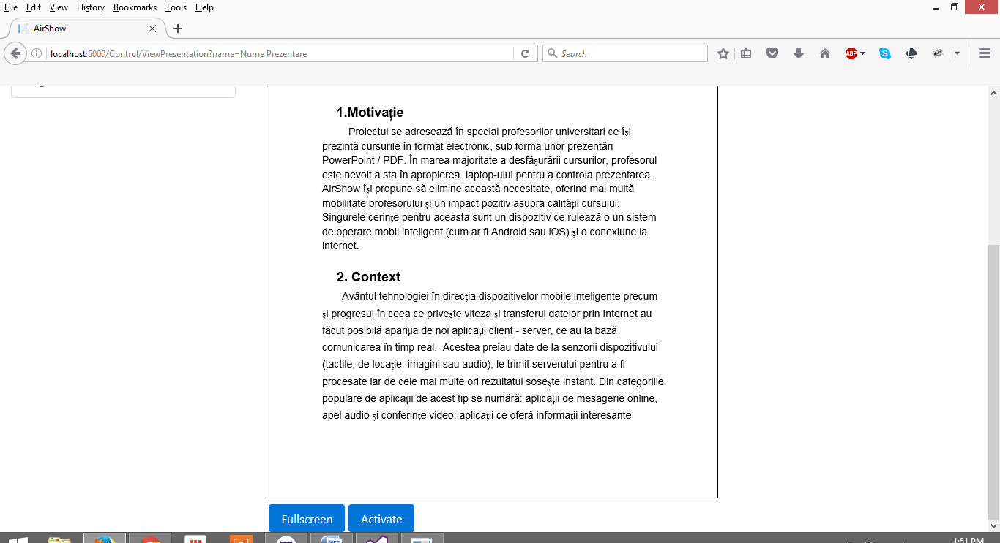 File Edit View History Bookmarks Tools Help
AirShow
localhost:5000/Control/ViewPresentation?name=Nume Prezentare
Search
ABP
1.Motivație
Proiectul se adresează în special profesorilor universitari ce își
prezintă cursurile în format electronic, sub forma unor prezentări
PowerPoint / PDF. În marea majoritate a desfășurării cursurilor, profesorul
este nevoit a sta în apropierea laptop-ului pentru a controla prezentarea.
AirShow își propune să elimine această necesitate, oferind mai multă
mobilitate profesorului și un impact pozitiv asupra calității cursului.
Singurele cerințe pentru aceasta sunt un dispozitiv ce rulează o un sistem
de operare mobil inteligent (cum ar fi Android sau iOS) și o conexiune la
internet.
2. Context
Avântul tehnologiei în direcția dispozitivelor mobile inteligente precum
și progresul în ceea ce privește viteza și transferul datelor prin Internet au
făcut posibilă apariția de noi aplicații client - server, ce au la bază
comunicarea în timp real. Acestea preiau date de la senzorii dispozitivului
(tactile, de locație, imagini sau audio), le trimit serverului pentru a fi
procesate iar de cele mai multe ori rezultatul sosește instant. Din categoriile
populare de aplicații de acest tip se numără: aplicații de mesagerie online,
apel audio și conferințe video, aplicații ce oferă informații interesante
Fullscreen Activate
1:51 PM